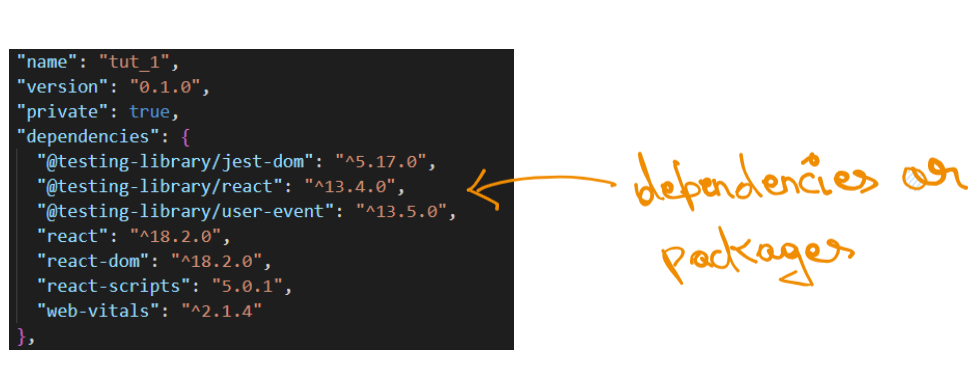 "name": "tut_1",
"version": "0.1.0",
"private": true,
"dependencies": {
"@testing-library/jest-dom": "^5.17.0",
"@testing-library/react": "^13.4.0",
"@testing-library/user-event": "^13.5.0",
"react": "^18.2.0",
"react-dom": "^18.2.0",
"react-scripts": "5.0.1",
"web-vitals": "^2.1.4"
},
dependencies or
packages